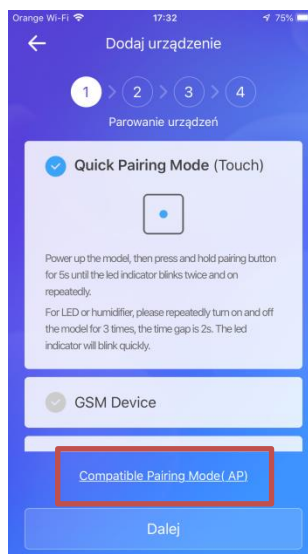 Orange Wi-Fi 17:32 75%
Dodaj urządzenie
1 > 2 > 3 > 4
Parowanie urządzeń
Quick Pairing Mode (Touch)
Power up the model, then press and hold pairing button
for 5s until the led indicator blinks twice and on
repeatedly.
For LED or humidifier, please repeatedly turn on and off
the model for 3 times, the time gap is 2s. The led
indicator will blink quickly.
GSM Device
Compatible Pairing Mode( AP)
Dalej